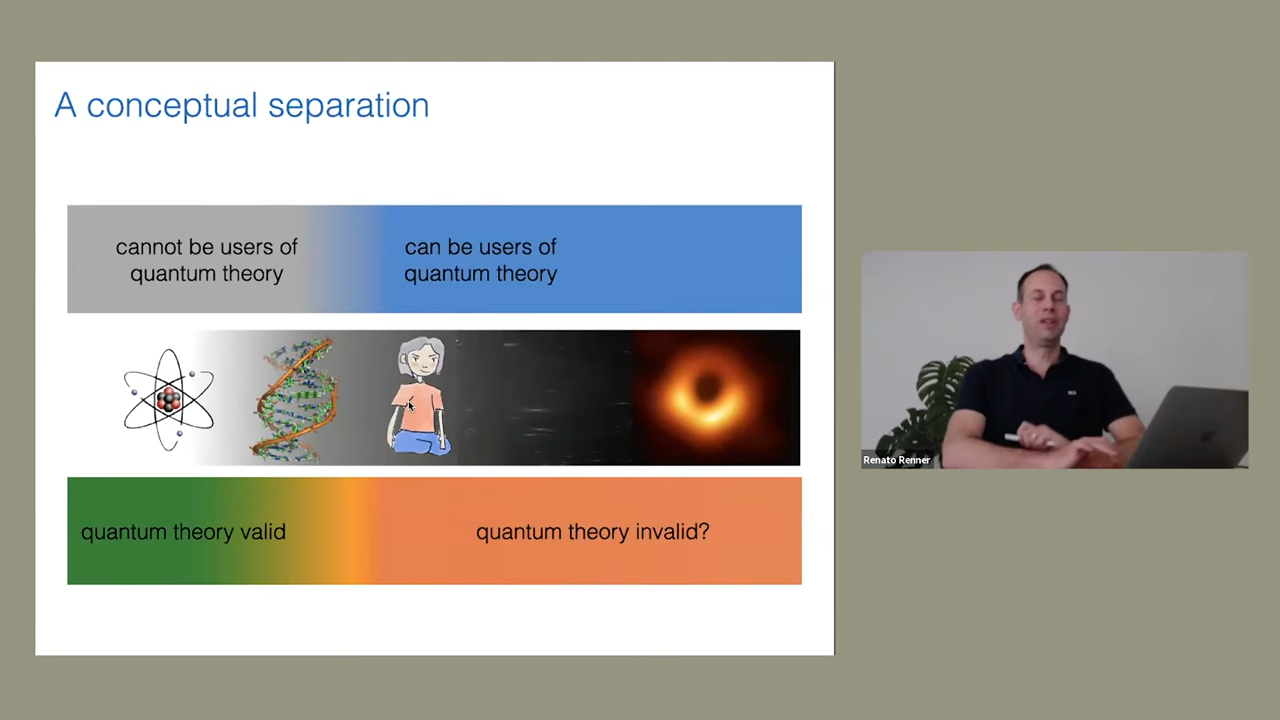 A conceptual separation
cannot be users of
quantum theory
can be users of
quantum theory
quantum theory valid
quantum theory invalid?
Renato Renner